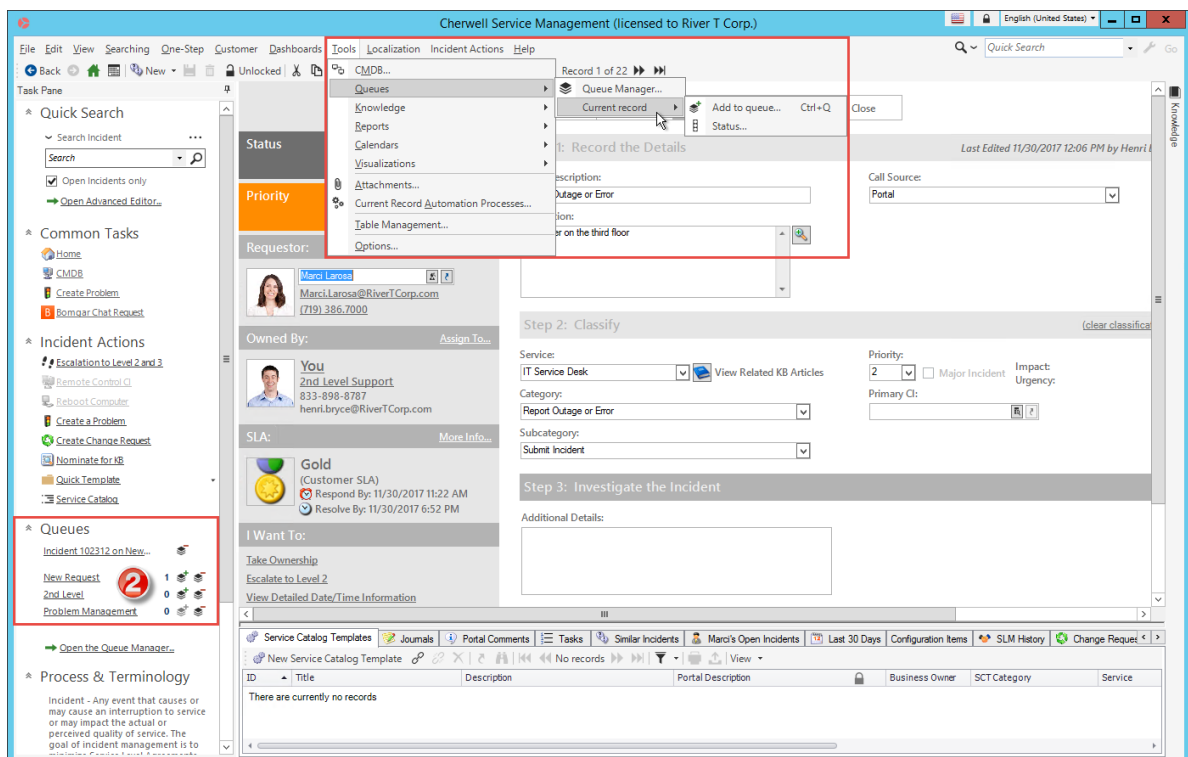 Cherwell Service Management (licensed to River T Corp.)
English (United States)
File Edit View Searching One-Step Customer Dashboards Tools Localization Incident Actions Help
Quick Search
Go
Back
New
Unlocked
Record 1 of 22
Task Pane
Quick Search
Search Incident
Search
Open Incidents only
Open Advanced Editor...
Common Tasks
Home
CMDB
Create Problem
Bomgar Chat Request
Incident Actions
Escalation to Level 2 and 3
Remote Control CI
Reboot Computer
Create a Problem
Create Change Request
Nominate for KB
Quick Template
Service Catalog
Queues
Incident 102312 on New...
New Request 1
2nd Level 0
Problem Management 0
2
Open the Queue Manager...
Process & Terminology
Incident - Any event that causes or
may cause an interruption to service
or may impact the actual or
perceived quality of service. The
goal of incident management is to
CMDB...
Queues
Knowledge
Reports
Calendars
Visualizations
Attachments...
Current Record Automation Processes...
Table Management...
Options...
Queue Manager...
Current record
Add to queue... Ctrl+Q
Status...
Close
Knowledge
Status
Priority
Requestor:
Marci Larosa
Marci.Larosa@RiverTCorp.com
(719) 386.7000
Owned By: Assign To...
You
2nd Level Support
833-898-8787
henri.bryce@RiverTCorp.com
SLA: More Info...
Gold
(Customer SLA)
Respond By: 11/30/2017 11:22 AM
Resolve By: 11/30/2017 6:52 PM
I Want To:
Take Ownership
Escalate to Level 2
View Detailed Date/Time Information
1: Record the Details
Last Edited 11/30/2017 12:06 PM by Henri
escription:
Outage or Error
Call Source:
Portal
tion:
er on the third floor
Step 2: Classify
(clear classificat
Service:
IT Service Desk
View Related KB Articles
Priority:
2
Major Incident
Impact:
Urgency:
Category:
Report Outage or Error
Primary CI:
Subcategory:
Submit Incident
Step 3: Investigate the Incident
Additional Details:
Service Catalog Templates Journals Portal Comments Tasks Similar Incidents Marci's Open Incidents Last 30 Days Configuration Items SLM History Change Reques
New Service Catalog Template No records View
ID Title Description Portal Description Business Owner SCT Category Service
There are currently no records